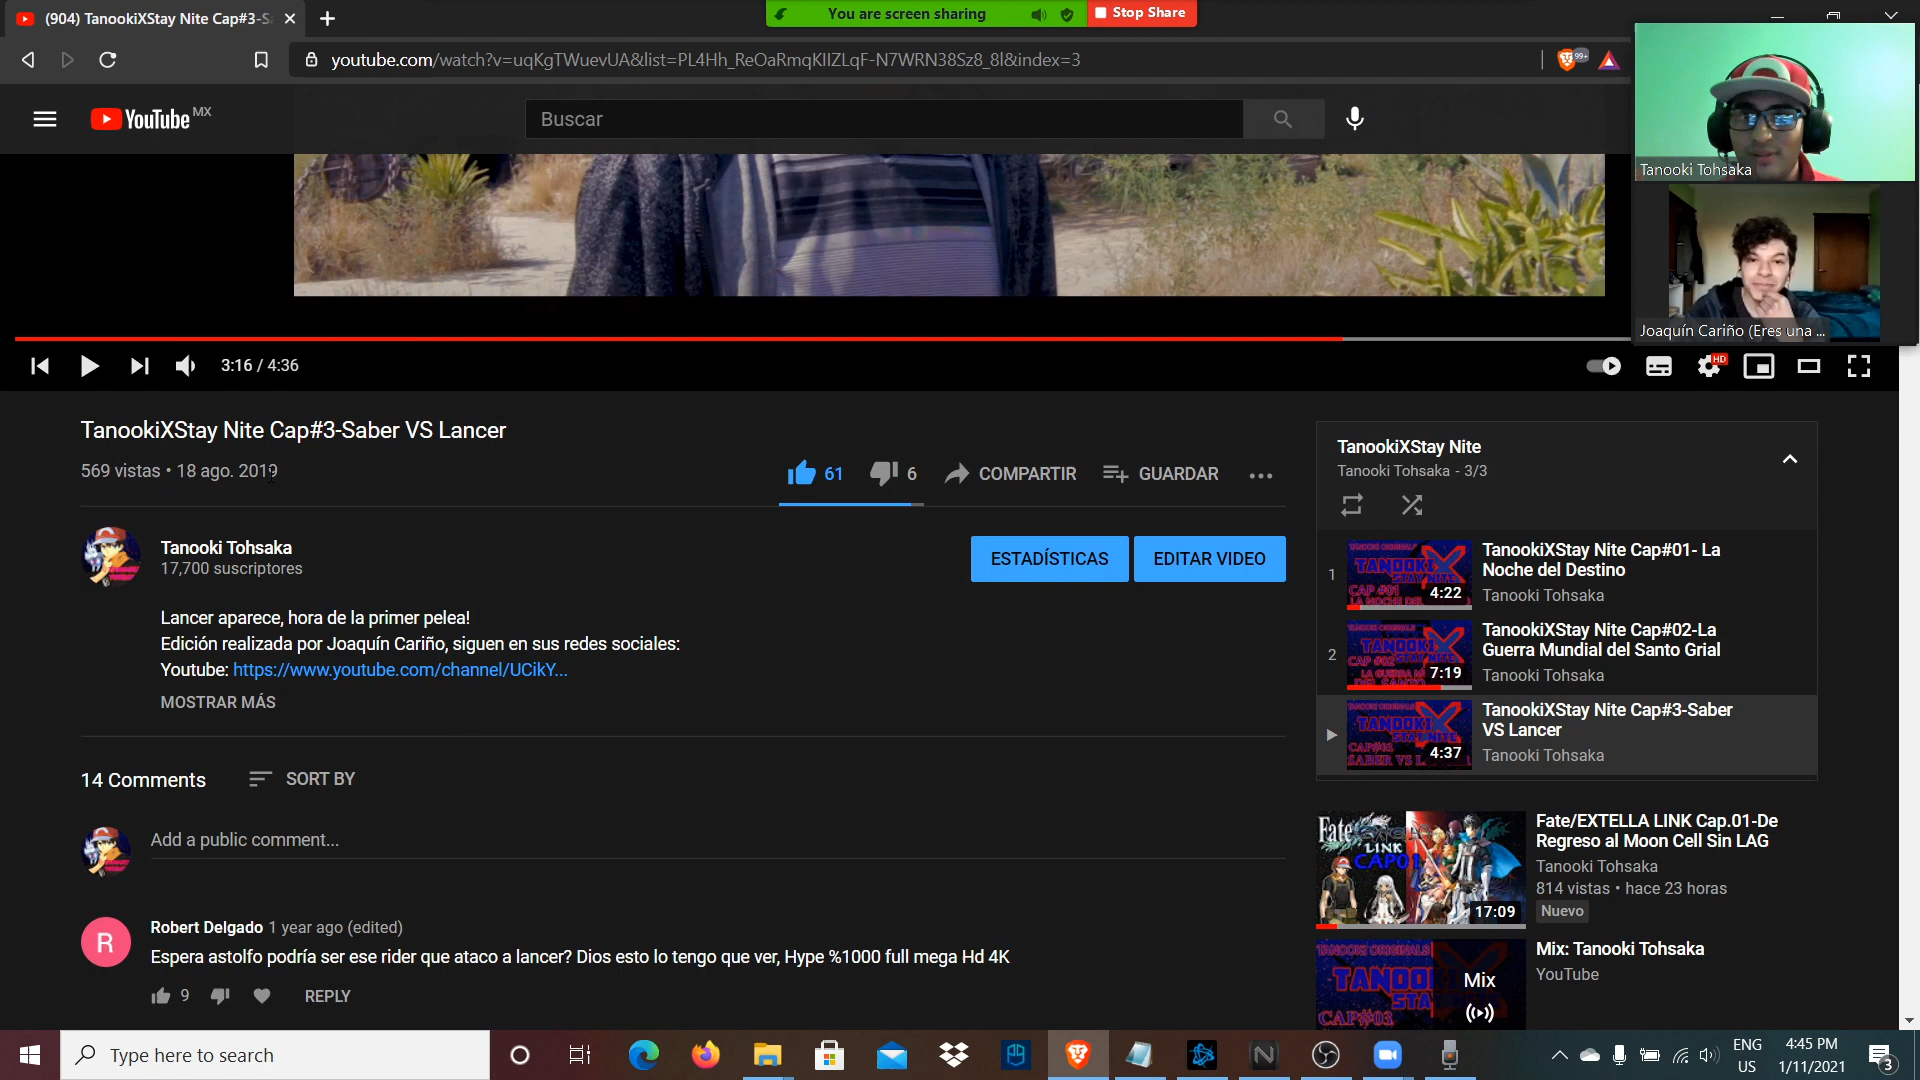 (904) TanookiXStay Nite Cap#3-S
You are screen sharing
Stop Share
youtube.com/watch?v=uqKgTWuevUA&list=PL4Hh_ReOaRmqKIIZLqF-N7WRN38Sz8_8l&index=3
99+
YouTube MX
Buscar
Tanooki Tohsaka
Joaquín Cariño (Eres una ...
3:16 / 4:36
HD
TanookiXStay Nite Cap#3-Saber VS Lancer
569 vistas • 18 ago. 2019
61
6
COMPARTIR
GUARDAR
Tanooki Tohsaka
17,700 suscriptores
ESTADÍSTICAS
EDITAR VIDEO
Lancer aparece, hora de la primer pelea!
Edición realizada por Joaquín Cariño, siguen en sus redes sociales:
Youtube: https://www.youtube.com/channel/UCikY...
MOSTRAR MÁS
14 Comments
SORT BY
Add a public comment...
R
Robert Delgado 1 year ago (edited)
Espera astolfo podría ser ese rider que ataco a lancer? Dios esto lo tengo que ver, Hype %1000 full mega Hd 4K
9
REPLY
TanookiXStay Nite
Tanooki Tohsaka - 3/3
1
4:22
TanookiXStay Nite Cap#01- La
Noche del Destino
Tanooki Tohsaka
2
7:19
TanookiXStay Nite Cap#02-La
Guerra Mundial del Santo Grial
Tanooki Tohsaka
4:37
TanookiXStay Nite Cap#3-Saber
VS Lancer
Tanooki Tohsaka
Fate
LINK
CAP01
17:09
Fate/EXTELLA LINK Cap.01-De
Regreso al Moon Cell Sin LAG
Tanooki Tohsaka
814 vistas • hace 23 horas
Nuevo
TANOOKI ORIGINALS
CAP#03
Mix
Mix: Tanooki Tohsaka
YouTube
Type here to search
ENG
US
4:45 PM
1/11/2021
3